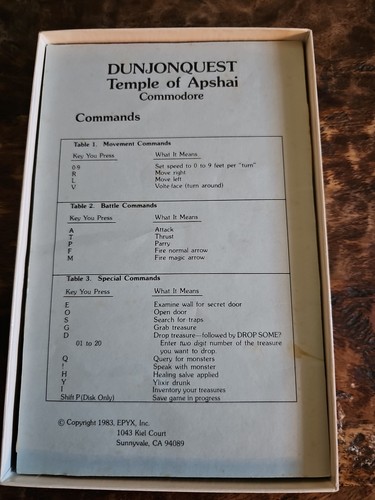 DUNJONQUEST
Temple of Apshai
Commodore
Commands
Table 1. Movement Commands
Key You Press What It Means
0-9 Set speed to 0 to 9 feet per "turn"
R Move right
L Move left
V Volte-face (turn around)
Table 2. Battle Commands
Key You Press What It Means
A Attack
T Thrust
P Parry
F Fire normal arrow
M Fire magic arrow
Table 3. Special Commands
Key You Press What It Means
E Examine wall for secret door
O Open door
S Search for traps
G Grab treasure
D Drop treasure—followed by DROP SOME?
01 to 20 Enter two digit number of the treasure
you want to drop.
Q Query for monsters
! Speak with monster
H Healing salve applied
Y Ylixir drunk
I Inventory your treasures
Shift P (Disk Only) Save game in progress
© Copyright 1983, EPYX, Inc.
1043 Kiel Court
Sunnyvale, CA 94089